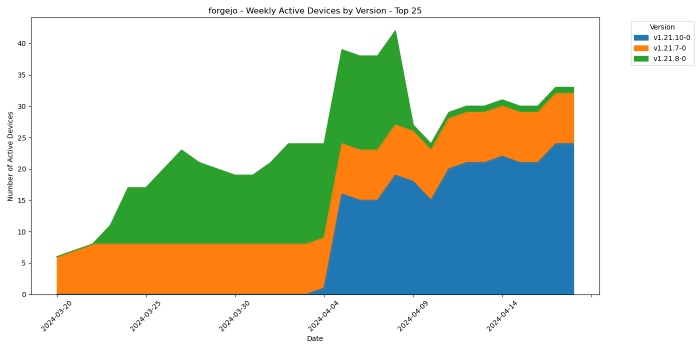 forgejo - Weekly Active Devices by Version - Top 25
Version
v1.21.10-0
v1.21.7-0
v1.21.8-0
Number of Active Devices
40
35
30
25
20
15
10
5
0
2024-03-20
2024-03-25
2024-03-30
2024-04-04
2024-04-09
2024-04-14
Date